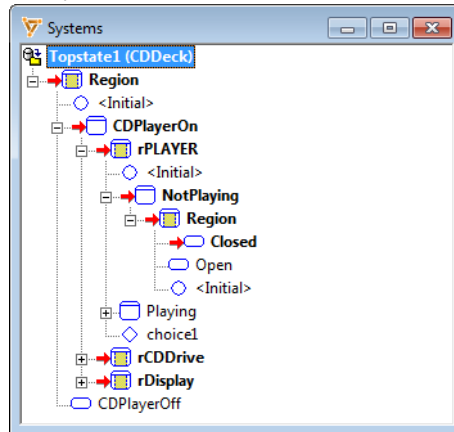 Systems
Topstate1 (CDDeck)
Region
<Initial>
CDPlayerOn
rPLAYER
<Initial>
NotPlaying
Region
Closed
Open
<Initial>
Playing
choice1
rCDDrive
rDisplay
CDPlayerOff